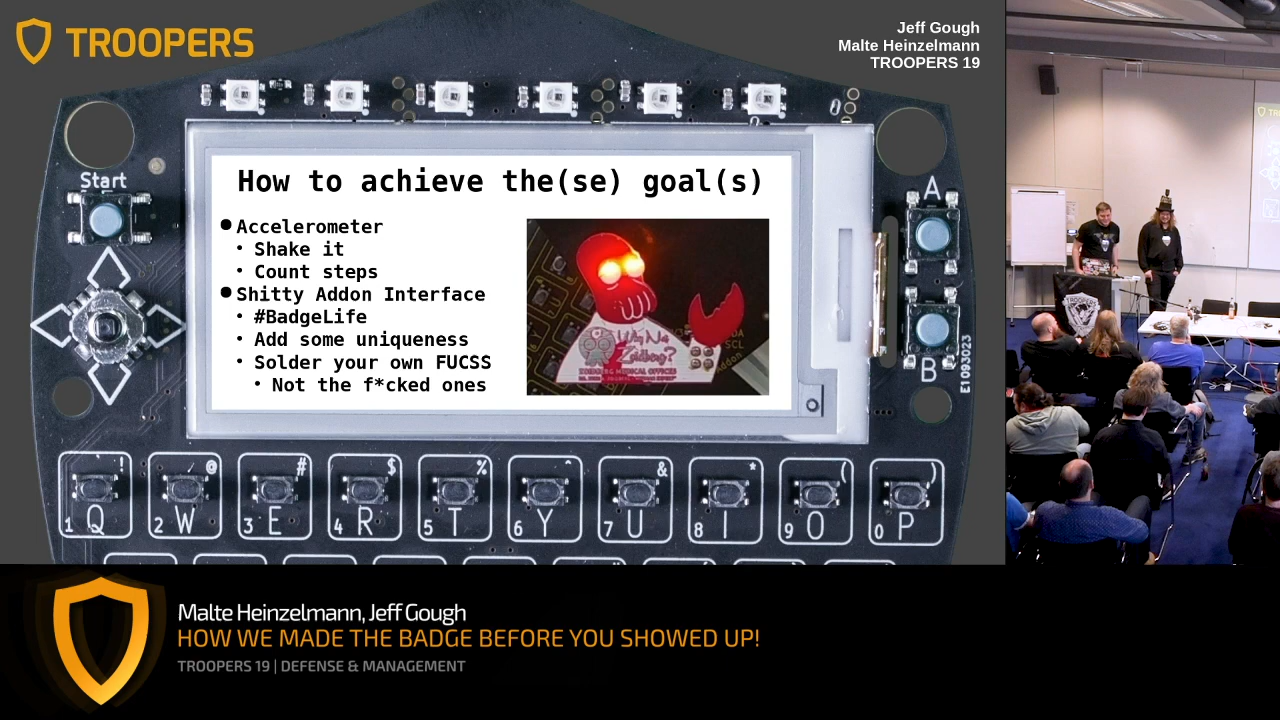 TROOPERS
Jeff Gough
Malte Heinzelmann
TROOPERS 19
Start
A
B
E1093023
How to achieve the(se) goal(s)
Accelerometer
• Shake it
• Count steps
Shitty Addon Interface
• #BadgeLife
• Add some uniqueness
• Solder your own FUCSS
• Not the f*cked ones
Why Not
Zoidberg?
SCL
! @ # $ % ^ & * ( )
1 Q 2 W 3 E 4 R 5 T 6 Y 7 U 8 I 9 O 0 P
TROOPERS
Malte Heinzelmann, Jeff Gough
HOW WE MADE THE BADGE BEFORE YOU SHOWED UP!
TROOPERS 19 | DEFENSE & MANAGEMENT